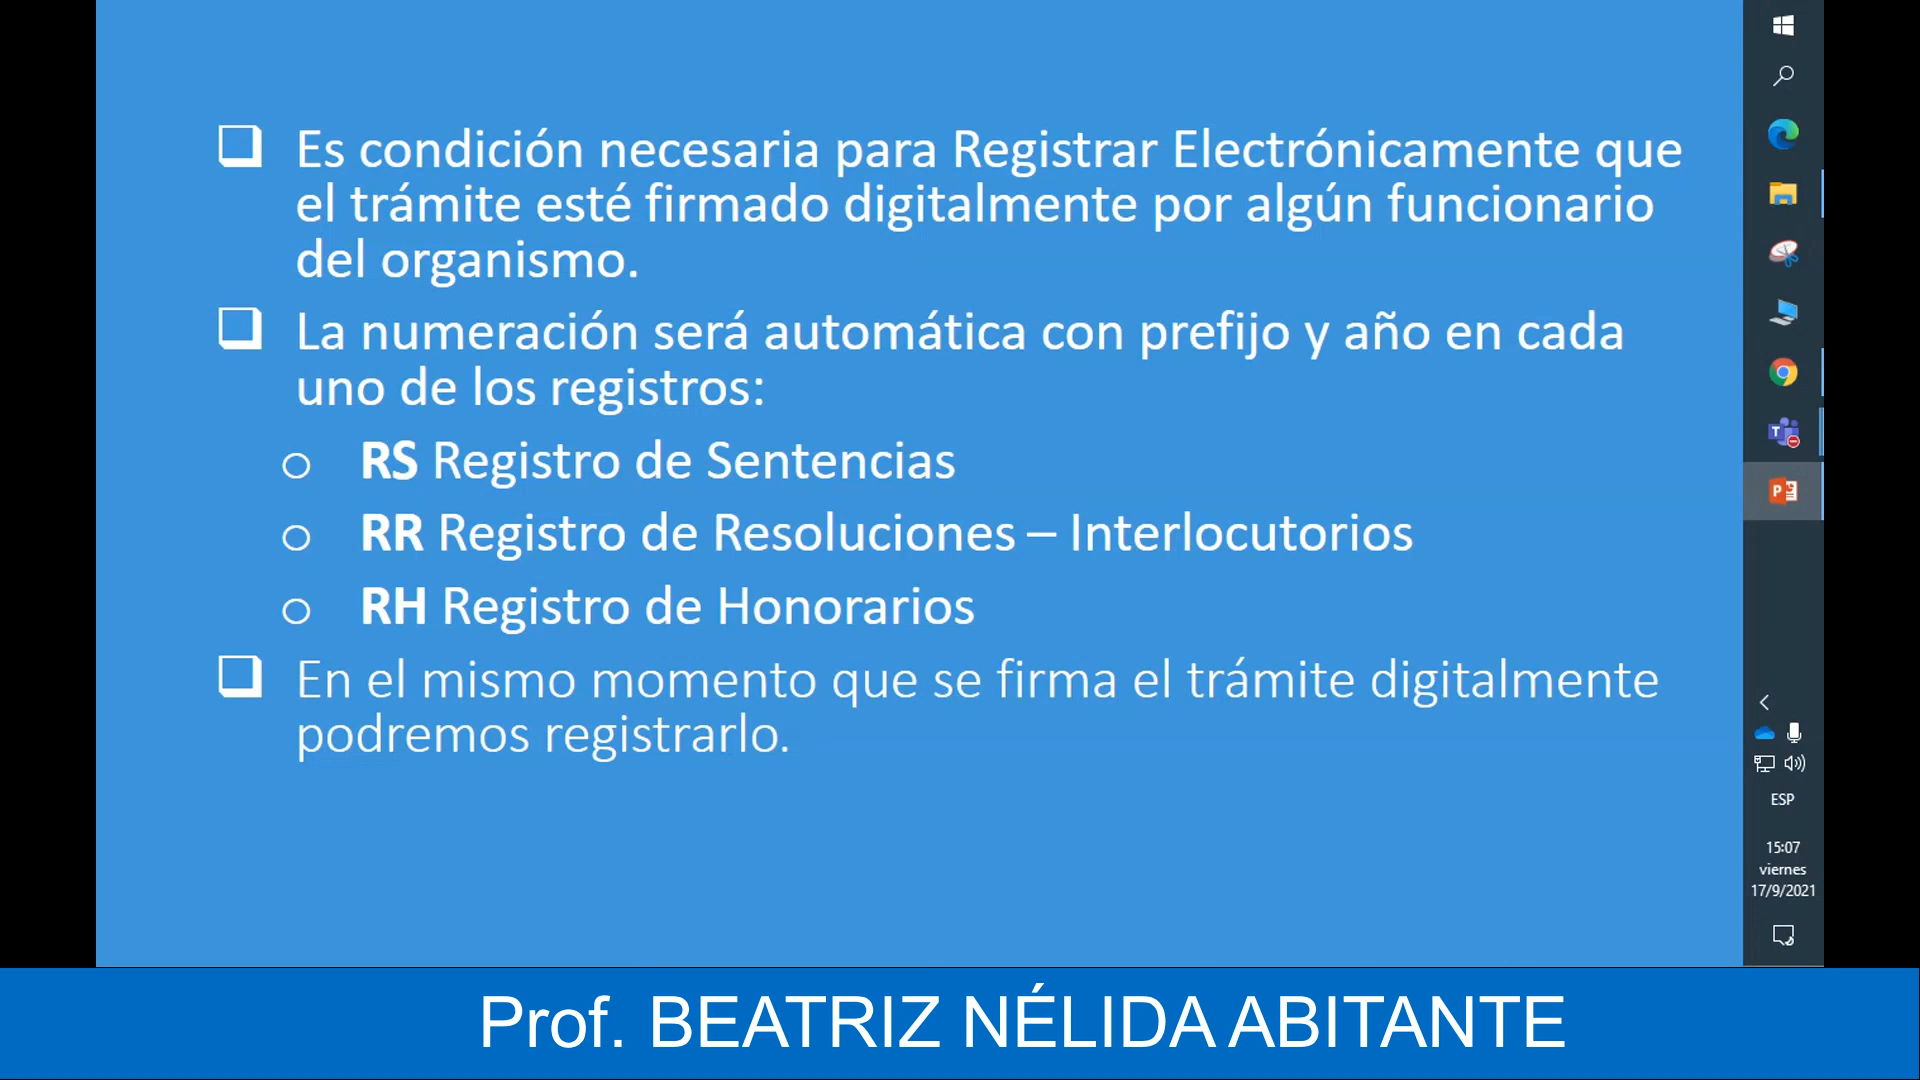 Es condición necesaria para Registrar Electrónicamente que
el trámite esté firmado digitalmente por algún funcionario
del organismo.
La numeración será automática con prefijo y año en cada
uno de los registros:
RS Registro de Sentencias
RR Registro de Resoluciones – Interlocutorios
RH Registro de Honorarios
En el mismo momento que se firma el trámite digitalmente
podremos registrarlo.
ESP
15:07
viernes
17/9/2021
Prof. BEATRIZ NÉLIDA ABITANTE